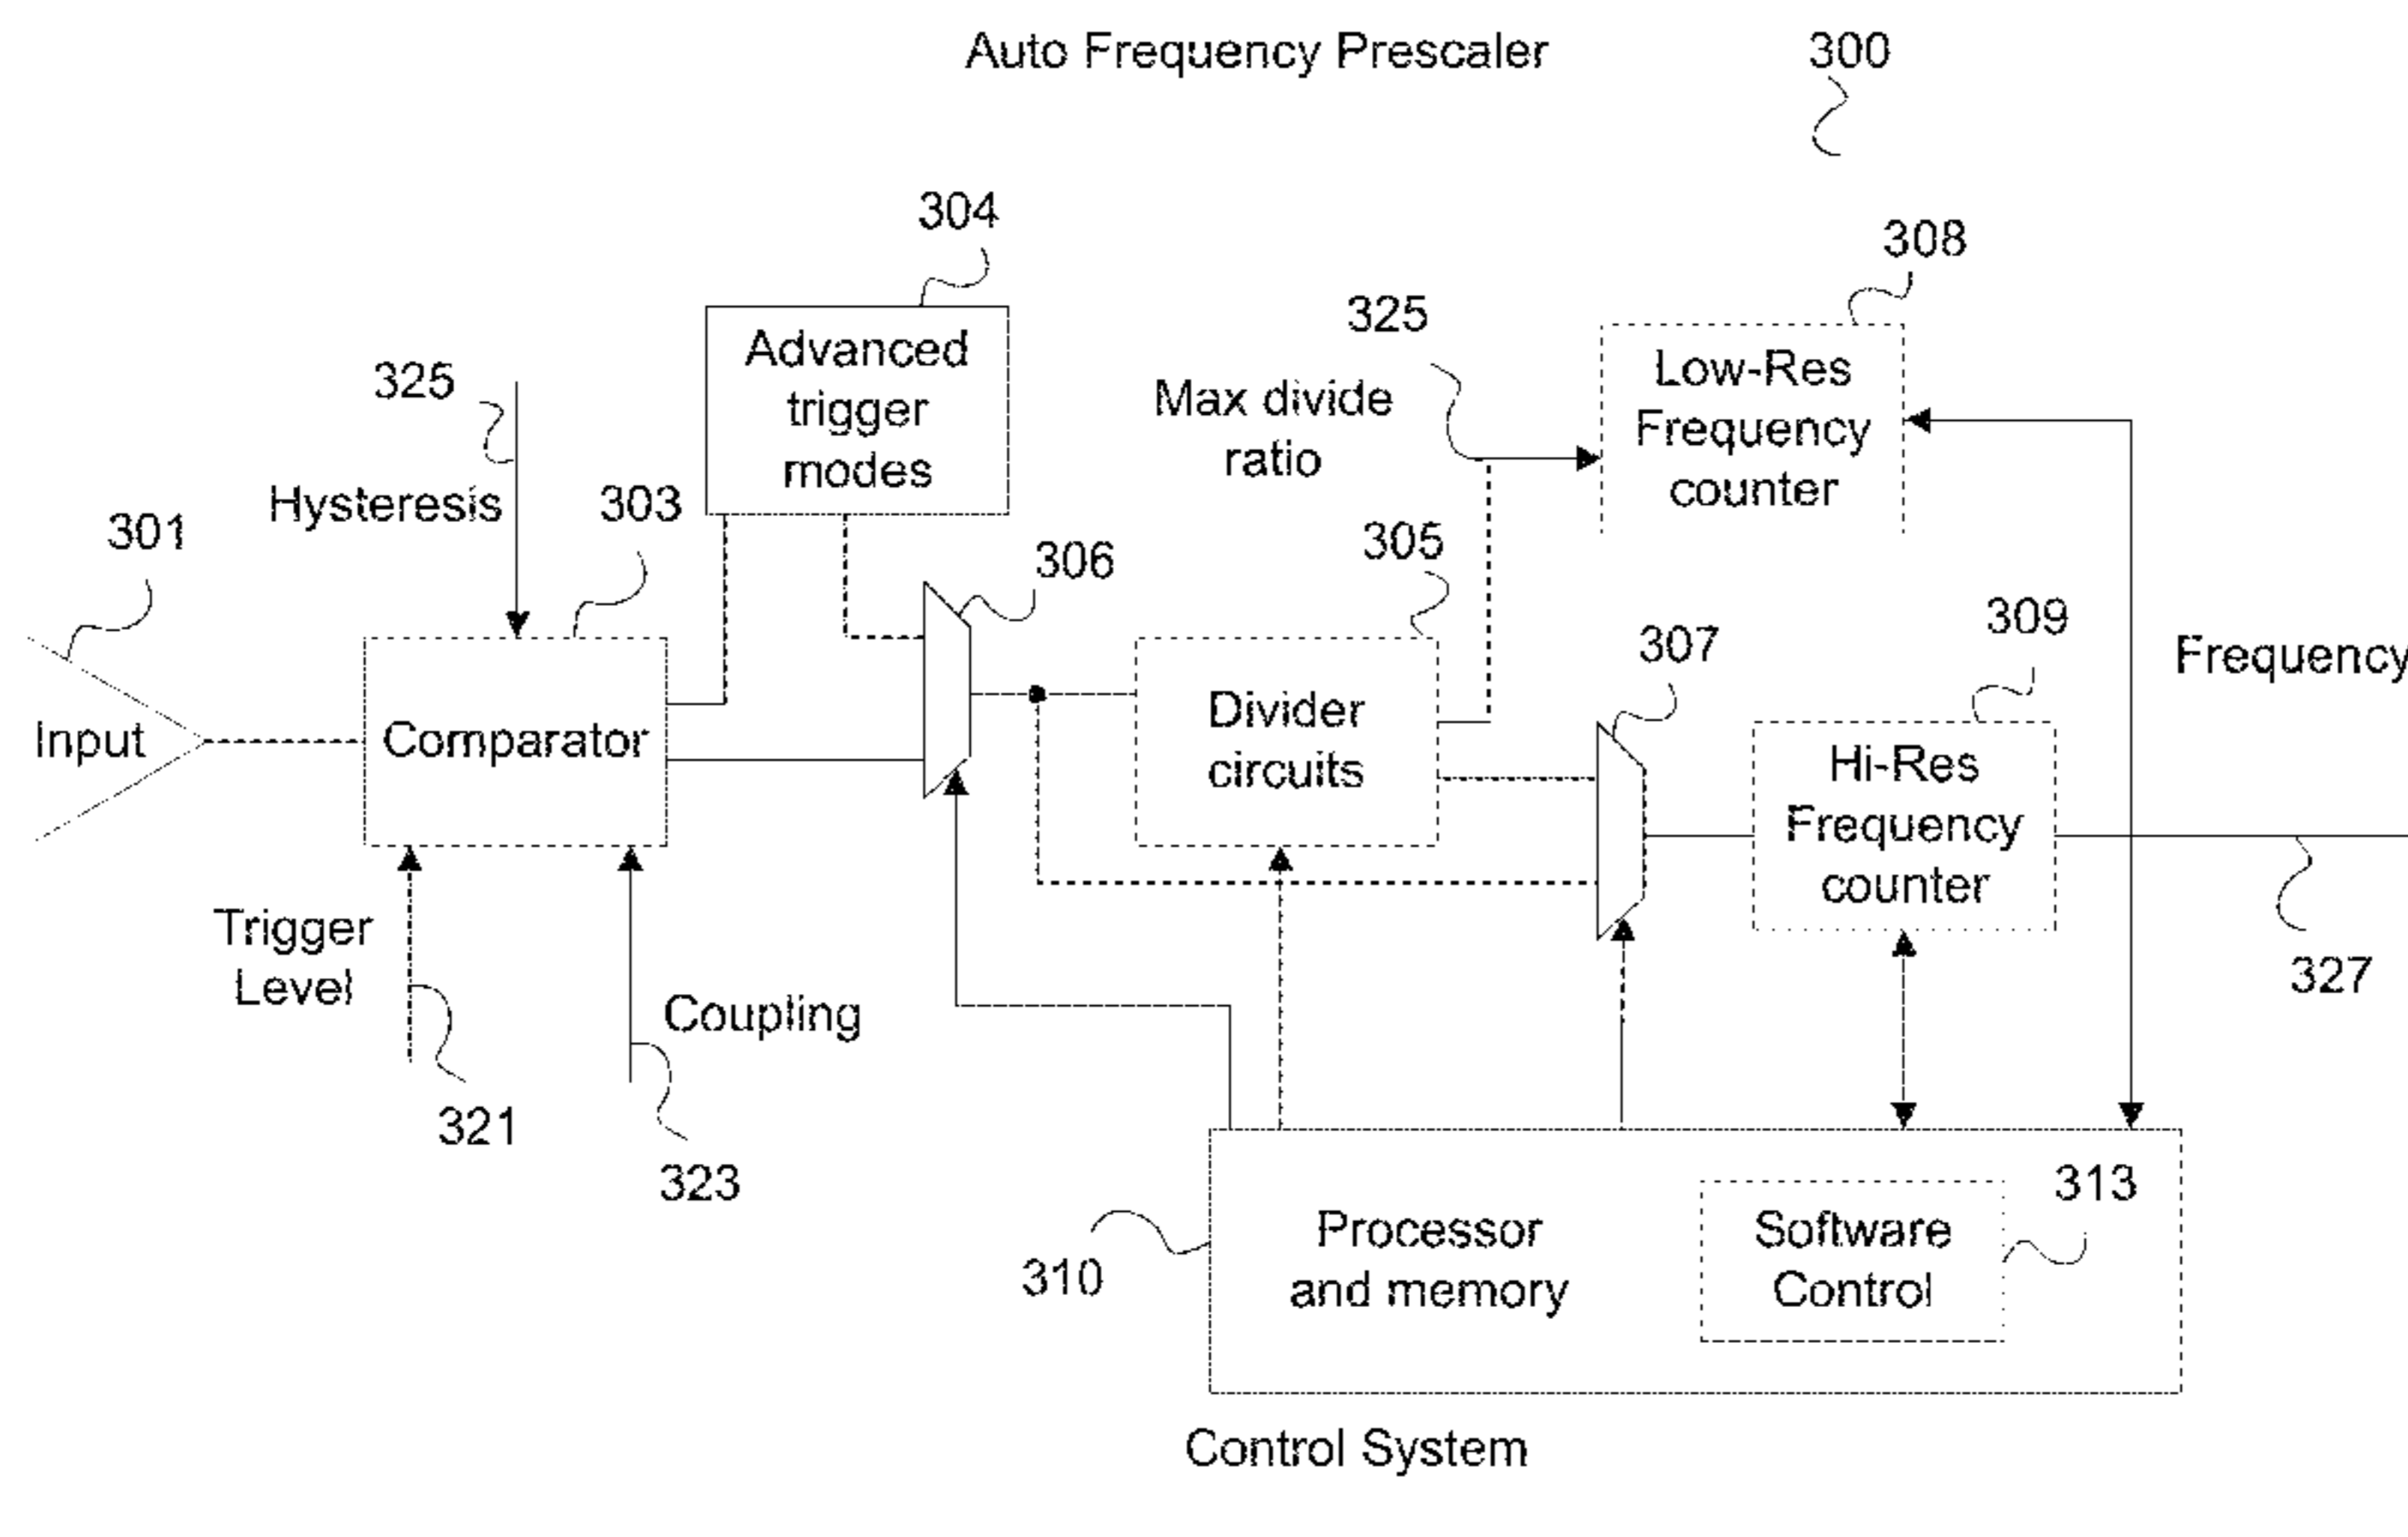 Auto Frequency Prescaler
300
304
308
325
325
Advanced
trigger
modes
Low-Res
Frequency
counter
Max divide
ratio
Hysteresis
303
301
306
305
309
307
Frequency
Input
Comparator
Divider
circuits
Hi-Res
Frequency
counter
Trigger
Level
Coupling
327
321
323
310
Processor
and memory
313
Software
Control
Control System